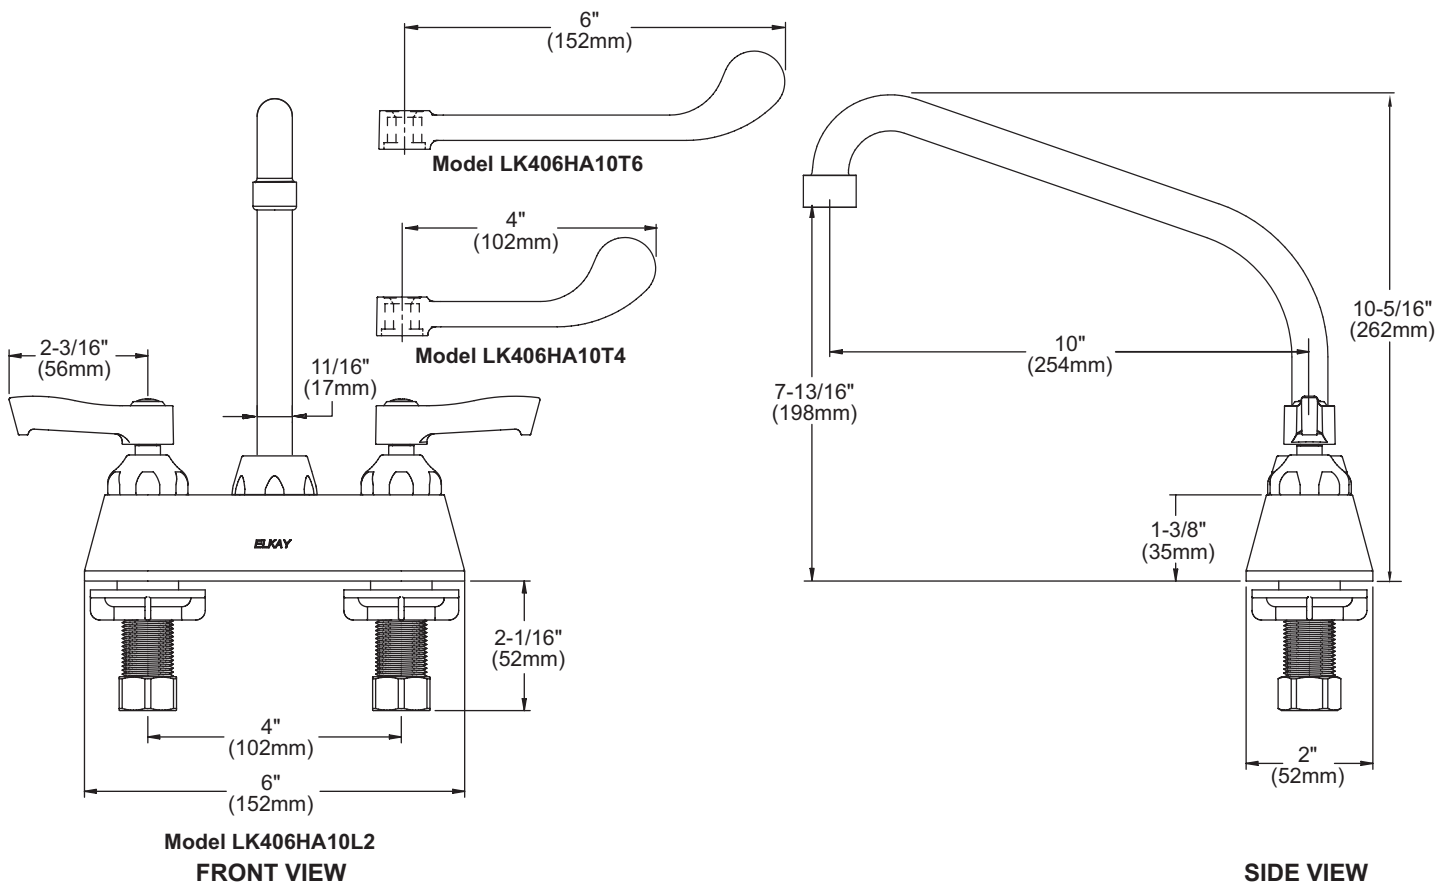 6"
(152mm)
Model LK406HA10T6
4"
(102mm)
Model LK406HA10T4
2-3/16"
(56mm)
11/16"
(17mm)
ELKAY
2-1/16"
(52mm)
4"
(102mm)
6"
(152mm)
Model LK406HA10L2
FRONT VIEW
10-5/16"
(262mm)
10"
(254mm)
7-13/16"
(198mm)
1-3/8"
(35mm)
2"
(52mm)
SIDE VIEW